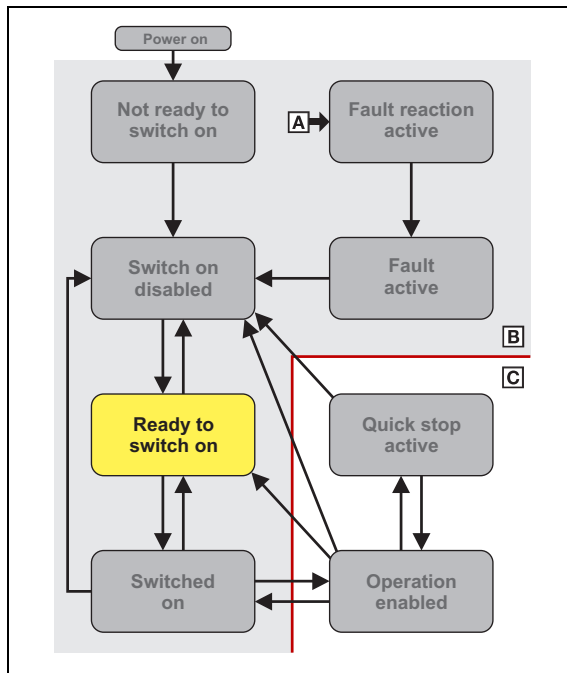 Power on
Not ready to
switch on
A
Fault reaction
active
Switch on
disabled
Fault
active
B
C
Ready to
switch on
Quick stop
active
Switched
on
Operation
enabled